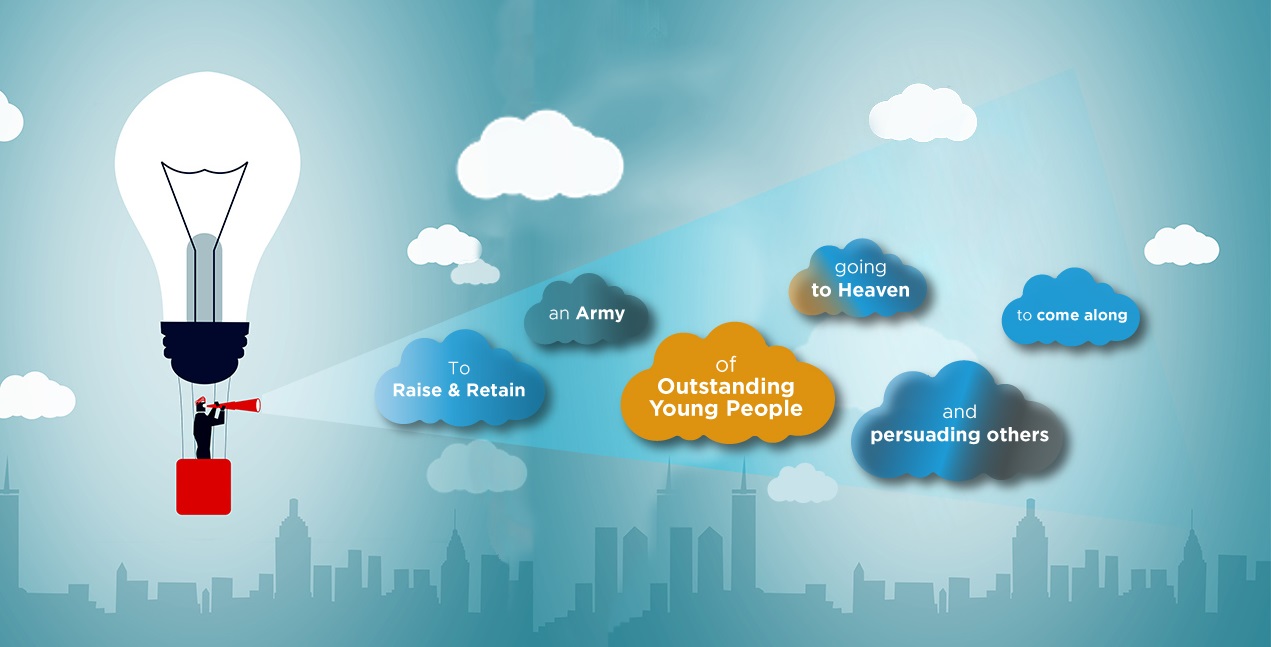 To
Raise & Retain
an Army
of
Outstanding
Young People
going
to Heaven
and
persuading others
to come along